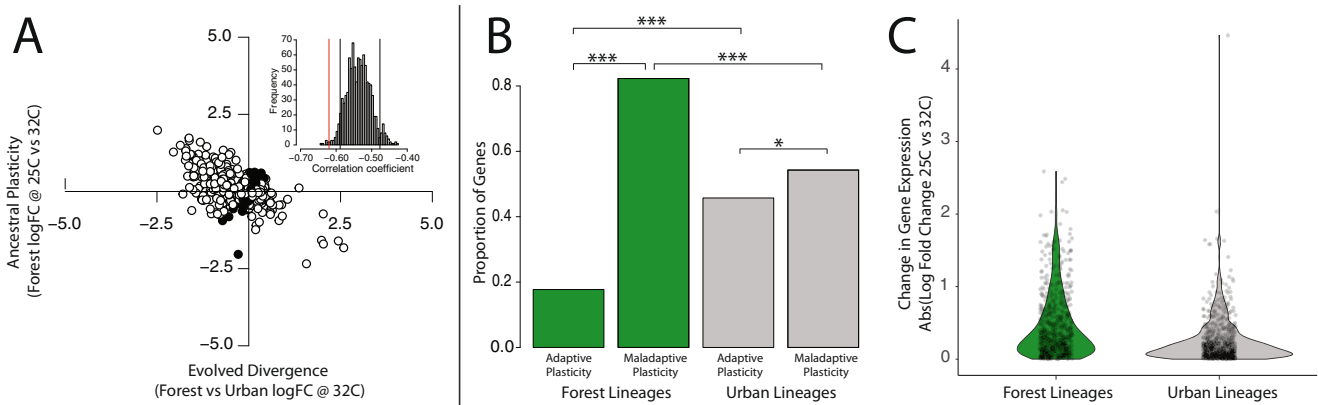 A
5.0
2.5
-5.0
-2.5
2.5
5.0
-2.5
-5.0
Ancestral Plasticity
(Forest logFC @ 25C vs 32C)
Evolved Divergence
(Forest vs Urban logFC @ 32C)
70
60
50
40
30
20
10
0
Frequency
-0.70
-0.60
-0.50
-0.40
Correlation coefficient
B
***
***
***
*
0.8
0.6
0.4
0.2
0.0
Proportion of Genes
Adaptive
Plasticity
Maladaptive
Plasticity
Adaptive
Plasticity
Maladaptive
Plasticity
Forest Lineages
Urban Lineages
C
4
3
2
1
0
Change in Gene Expression
Abs(Log Fold Change 25C vs 32C)
Forest Lineages
Urban Lineages